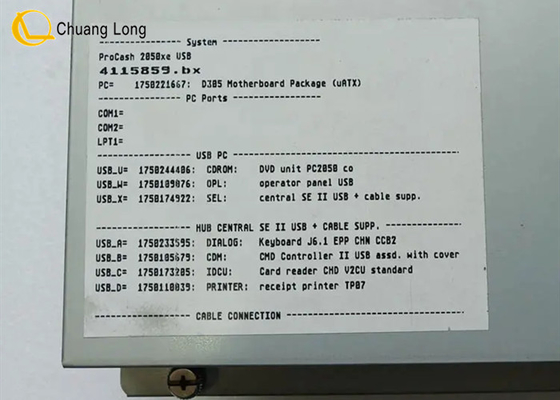 Chuang Long
---------------- System ----------------
ProCash 2050xe USB
4115859.bx
PC= 1750221667: D305 Motherboard Package (uATX)
---------------- PC Ports ----------------
COM1=
COM2=
LPT1=
---------------- USB PC ----------------
USB_U= 1750244406: CDROM: DVD unit PC2050 co
USB_W= 1750109076: OPL: operator panel USB
USB_X= 1750174922: SEL: central SE II USB + cable supp.
---------------- HUB CENTRAL SE II USB + CABLE SUPP. ----------------
USB_A= 1750233595: DIALOG: Keyboard J6.1 EPP CHN CCB2
USB_B= 1750105679: CDM: CMD Controller II USB assd. with cover
USB_C= 1750173205: IDCU: Card reader CHD V2CU standard
USB_D= 1750110039: PRINTER: receipt printer TP07
---------------- CABLE CONNECTION ----------------